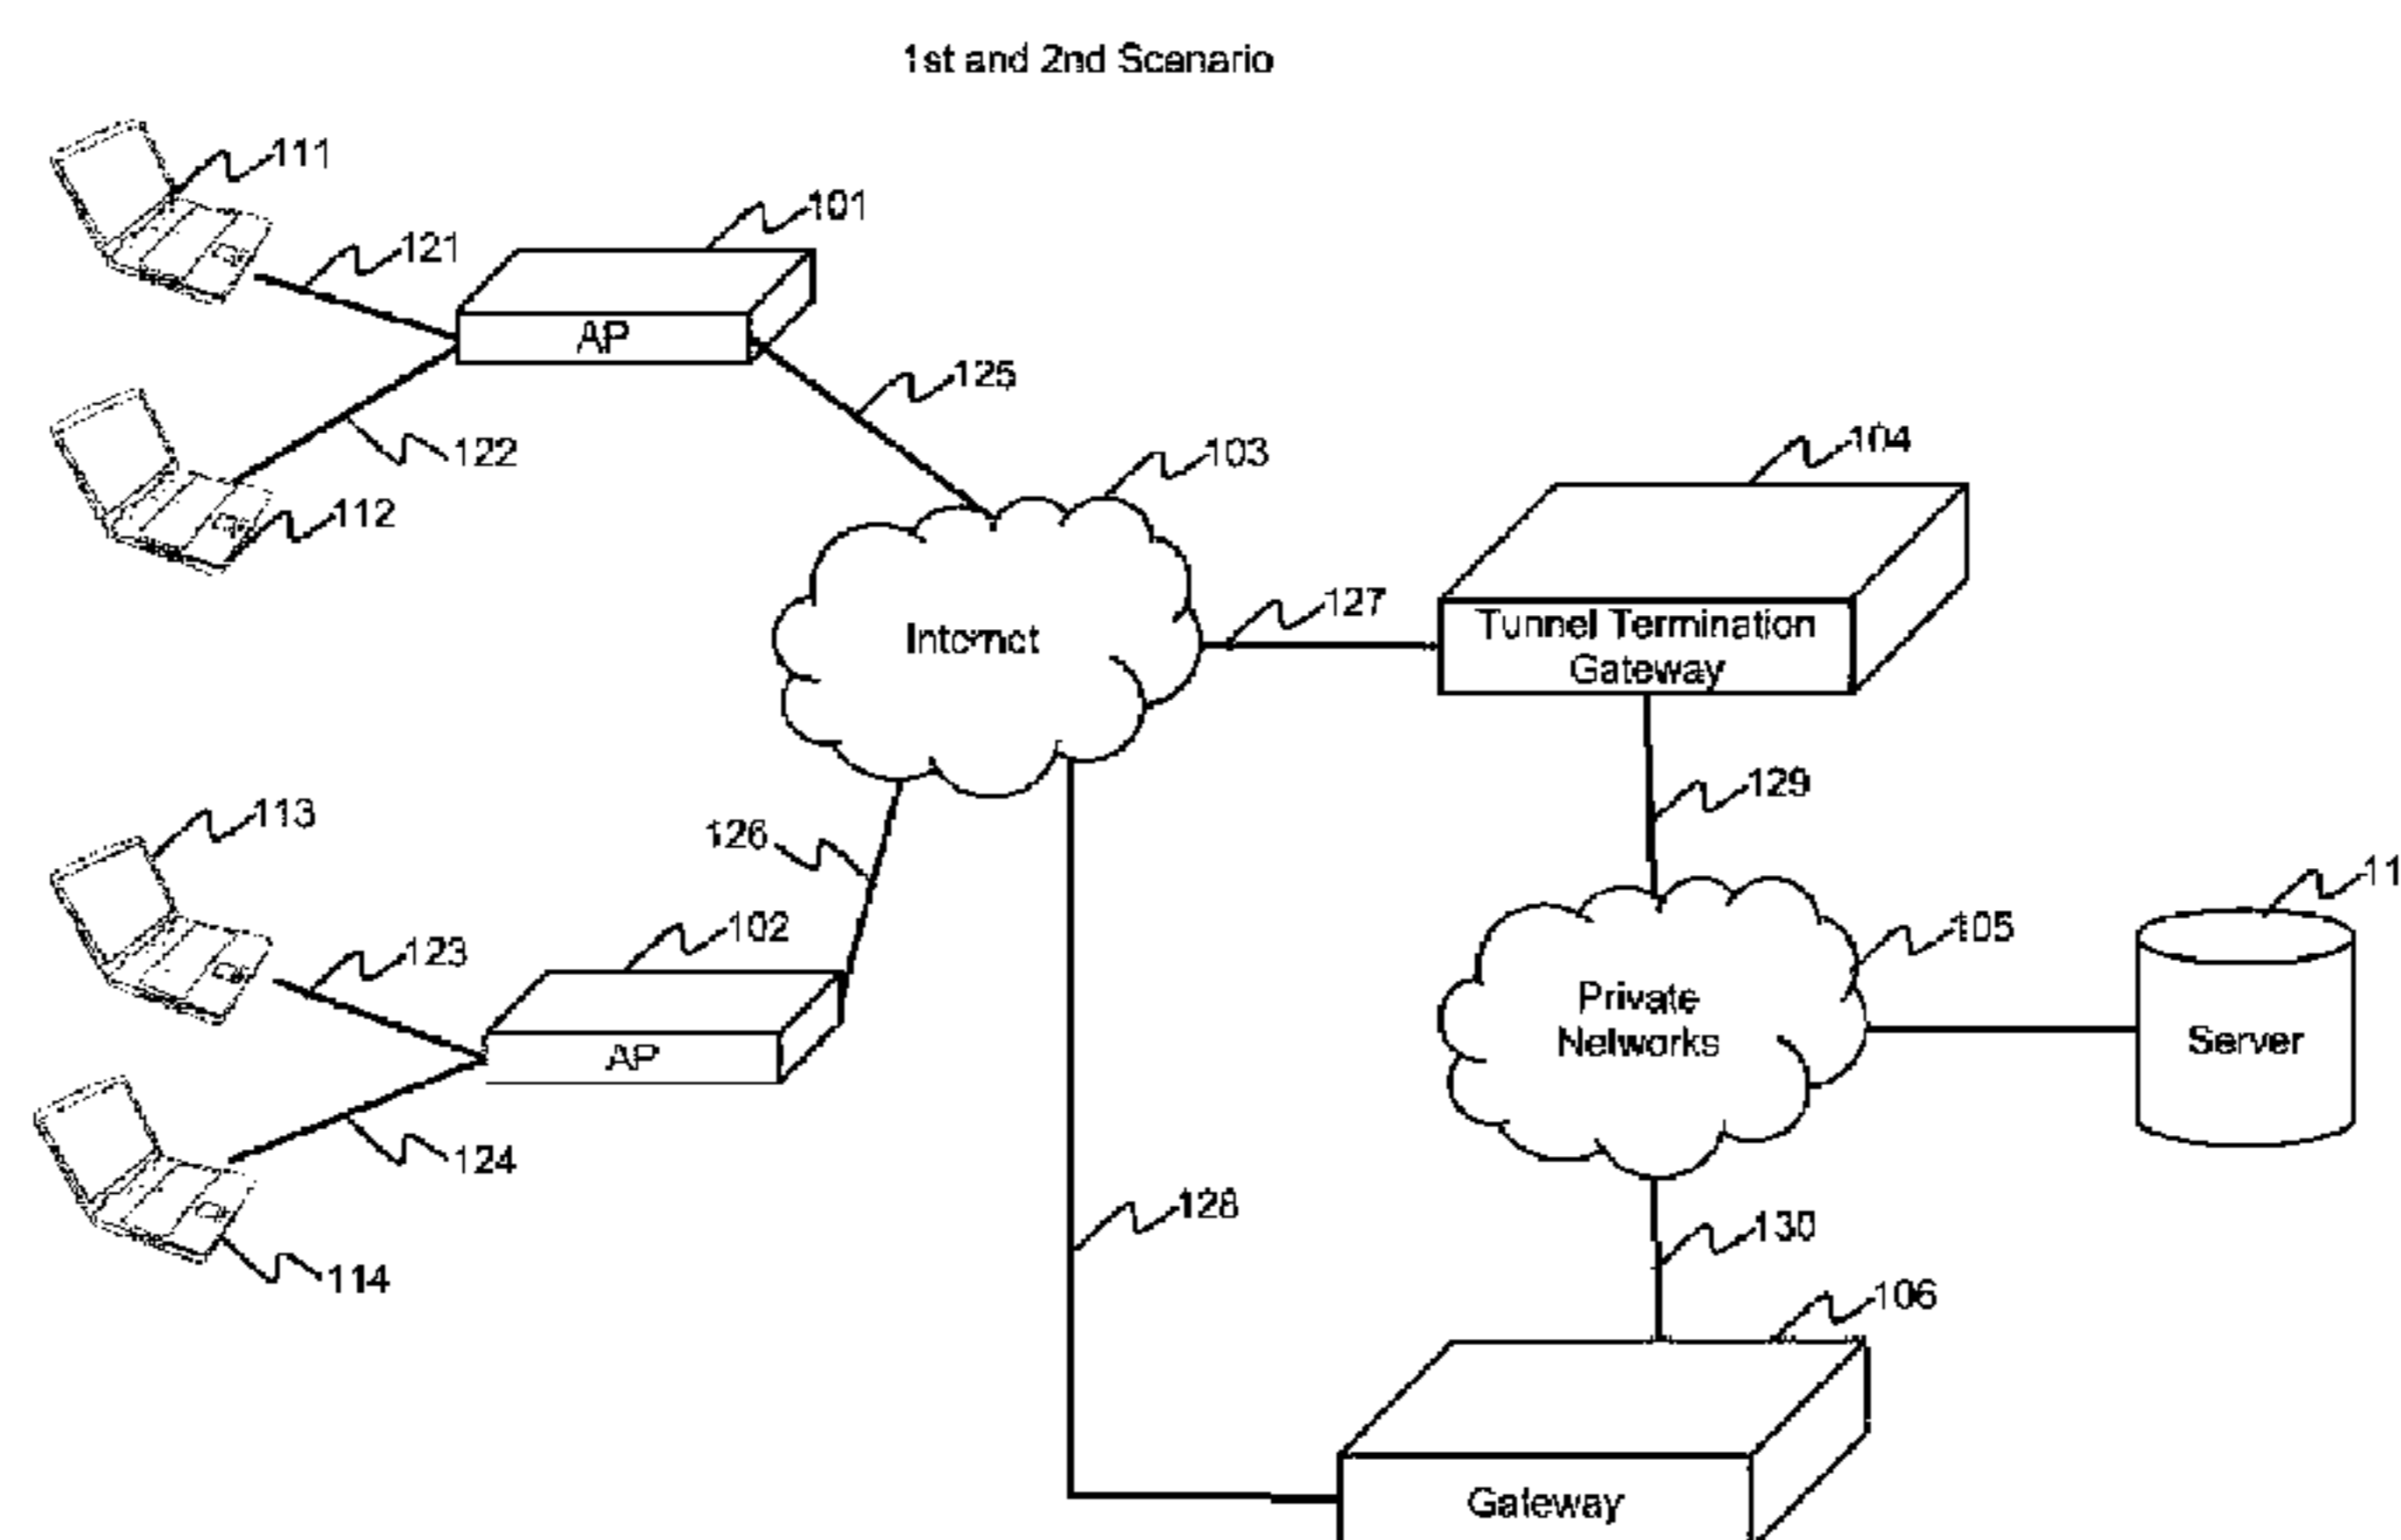 1st and 2nd Scenario
111
101
121
AP
125
122
103
104
112
127
Internet
Tunnel Termination
Gateway
129
113
126
11
102
105
123
Private
Networks
Server
AP
124
128
130
114
106
Gateway